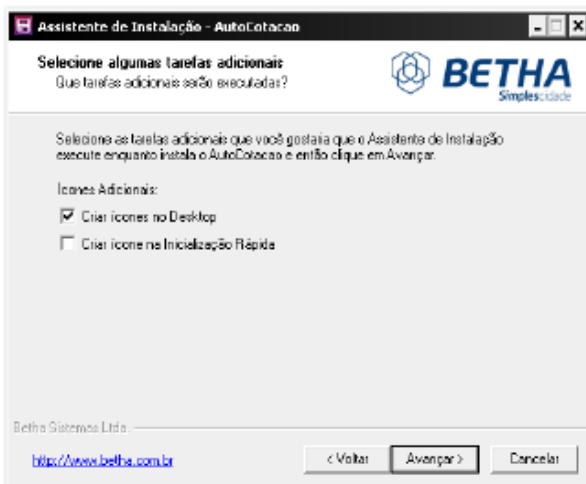 Assistente de Instalação - AutoCotacao
Selecione algumas tarefas adicionais
Que tarefas adicionais serão executadas?
BETHA
Simplescidade
Selecione as tarefas adicionais que você gostaria que o Assistente de Instalação
execute enquanto instala o AutoCotacao e então clique em Avançar.
Ícones Adicionais:
Criar ícones no Desktop
Criar ícone na Inicialização Rápida
Betha Sistemas Ltda.
http://www.betha.com.br
< Voltar
Avançar >
Cancelar